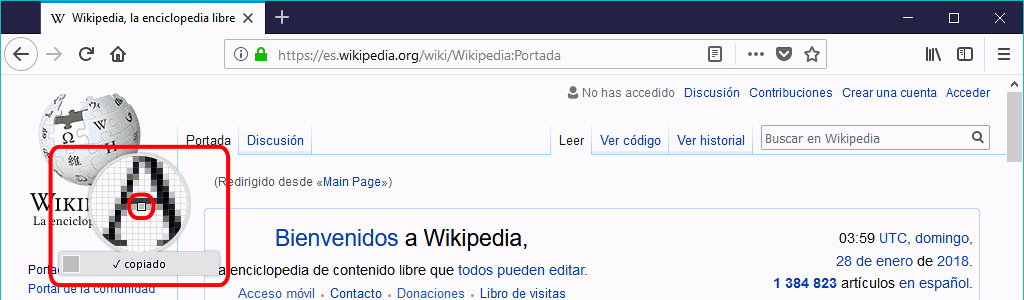 Wikipedia, la enciclopedia libre
https://es.wikipedia.org/wiki/Wikipedia:Portada
No has accedido Discusión Contribuciones Crear una cuenta Acceder
Portada Discusión Leer Ver código Ver historial Buscar en Wikipedia
(Redirigido desde «Main Page»)
A
La enciclop
Bienvenidos a Wikipedia,
03:59 UTC, domingo,
✓ copiado
la enciclopedia de contenido libre que todos pueden editar.
28 de enero de 2018.
Portal de la comunidad
Acceso móvil • Contacto • Donaciones • Libro de visitas
1 384 823 artículos en español.